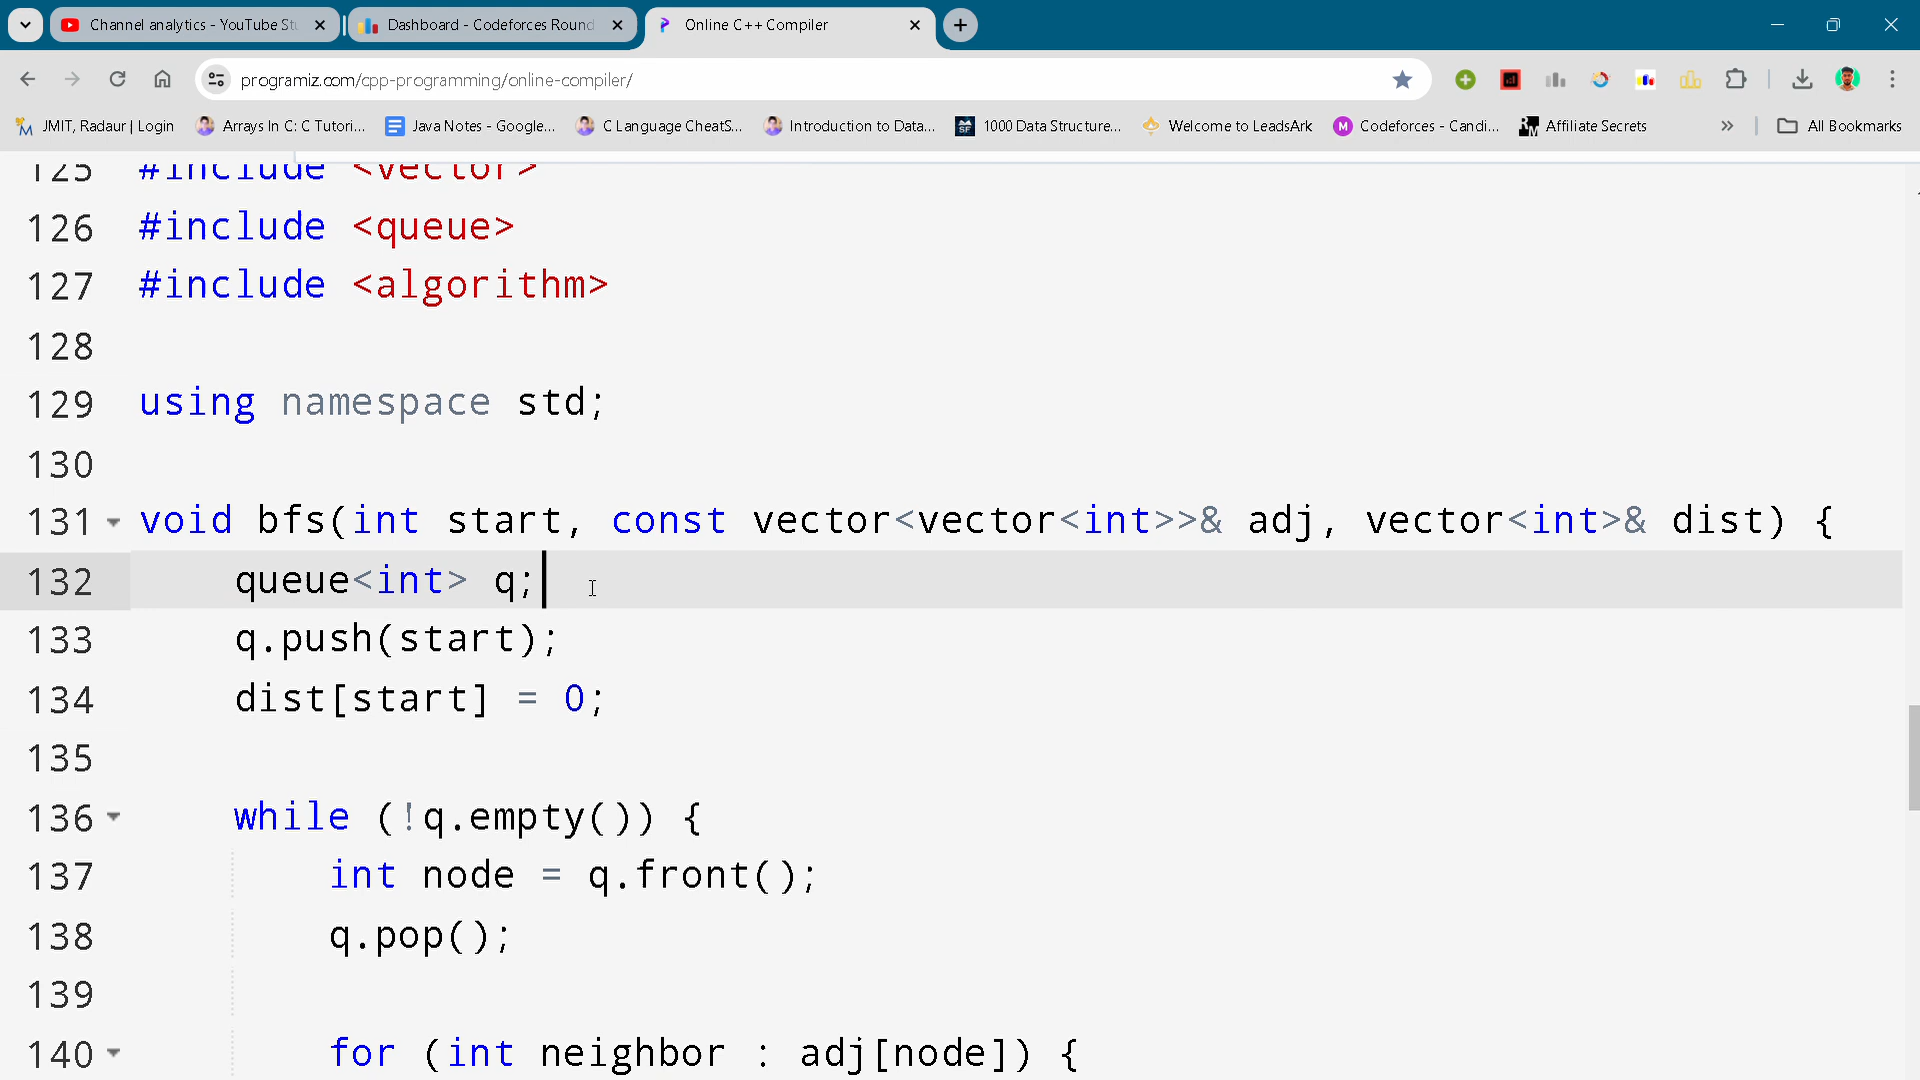 Channel analytics - YouTube Stu
Dashboard - Codeforces Round
Online C++ Compiler
programiz.com/cpp-programming/online-compiler/
JMIT, Radaur | Login
Arrays In C: C Tutori...
Java Notes - Google...
C Language CheatS...
Introduction to Data...
1000 Data Structure...
Welcome to LeadsArk
Codeforces - Candi...
Affiliate Secrets
»
All Bookmarks
125 #include <vector>
126 #include <queue>
127 #include <algorithm>
128
129 using namespace std;
130
131 void bfs(int start, const vector<vector<int>>& adj, vector<int>& dist) {
132 queue<int> q;
133 q.push(start);
134 dist[start] = 0;
135
136 while (!q.empty()) {
137 int node = q.front();
138 q.pop();
139
140 for (int neighbor : adj[node]) {